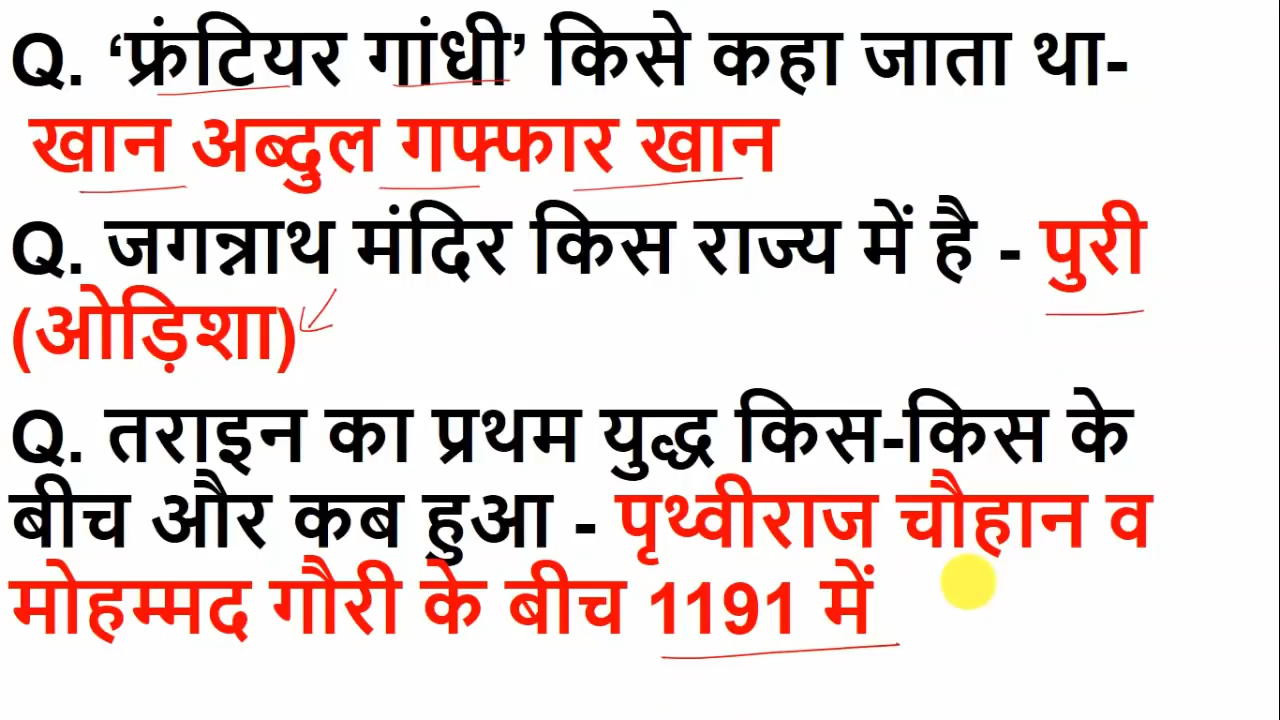 Q. ‘फ्रंटियर गांधी’ किसे कहा जाता था-
खान अब्दुल गफ्फार खान
Q. जगन्नाथ मंदिर किस राज्य में है - पुरी
(ओड़िशा)
Q. तराइन का प्रथम युद्ध किस-किस के
बीच और कब हुआ - पृथ्वीराज चौहान व
मोहम्मद गौरी के बीच 1191 में